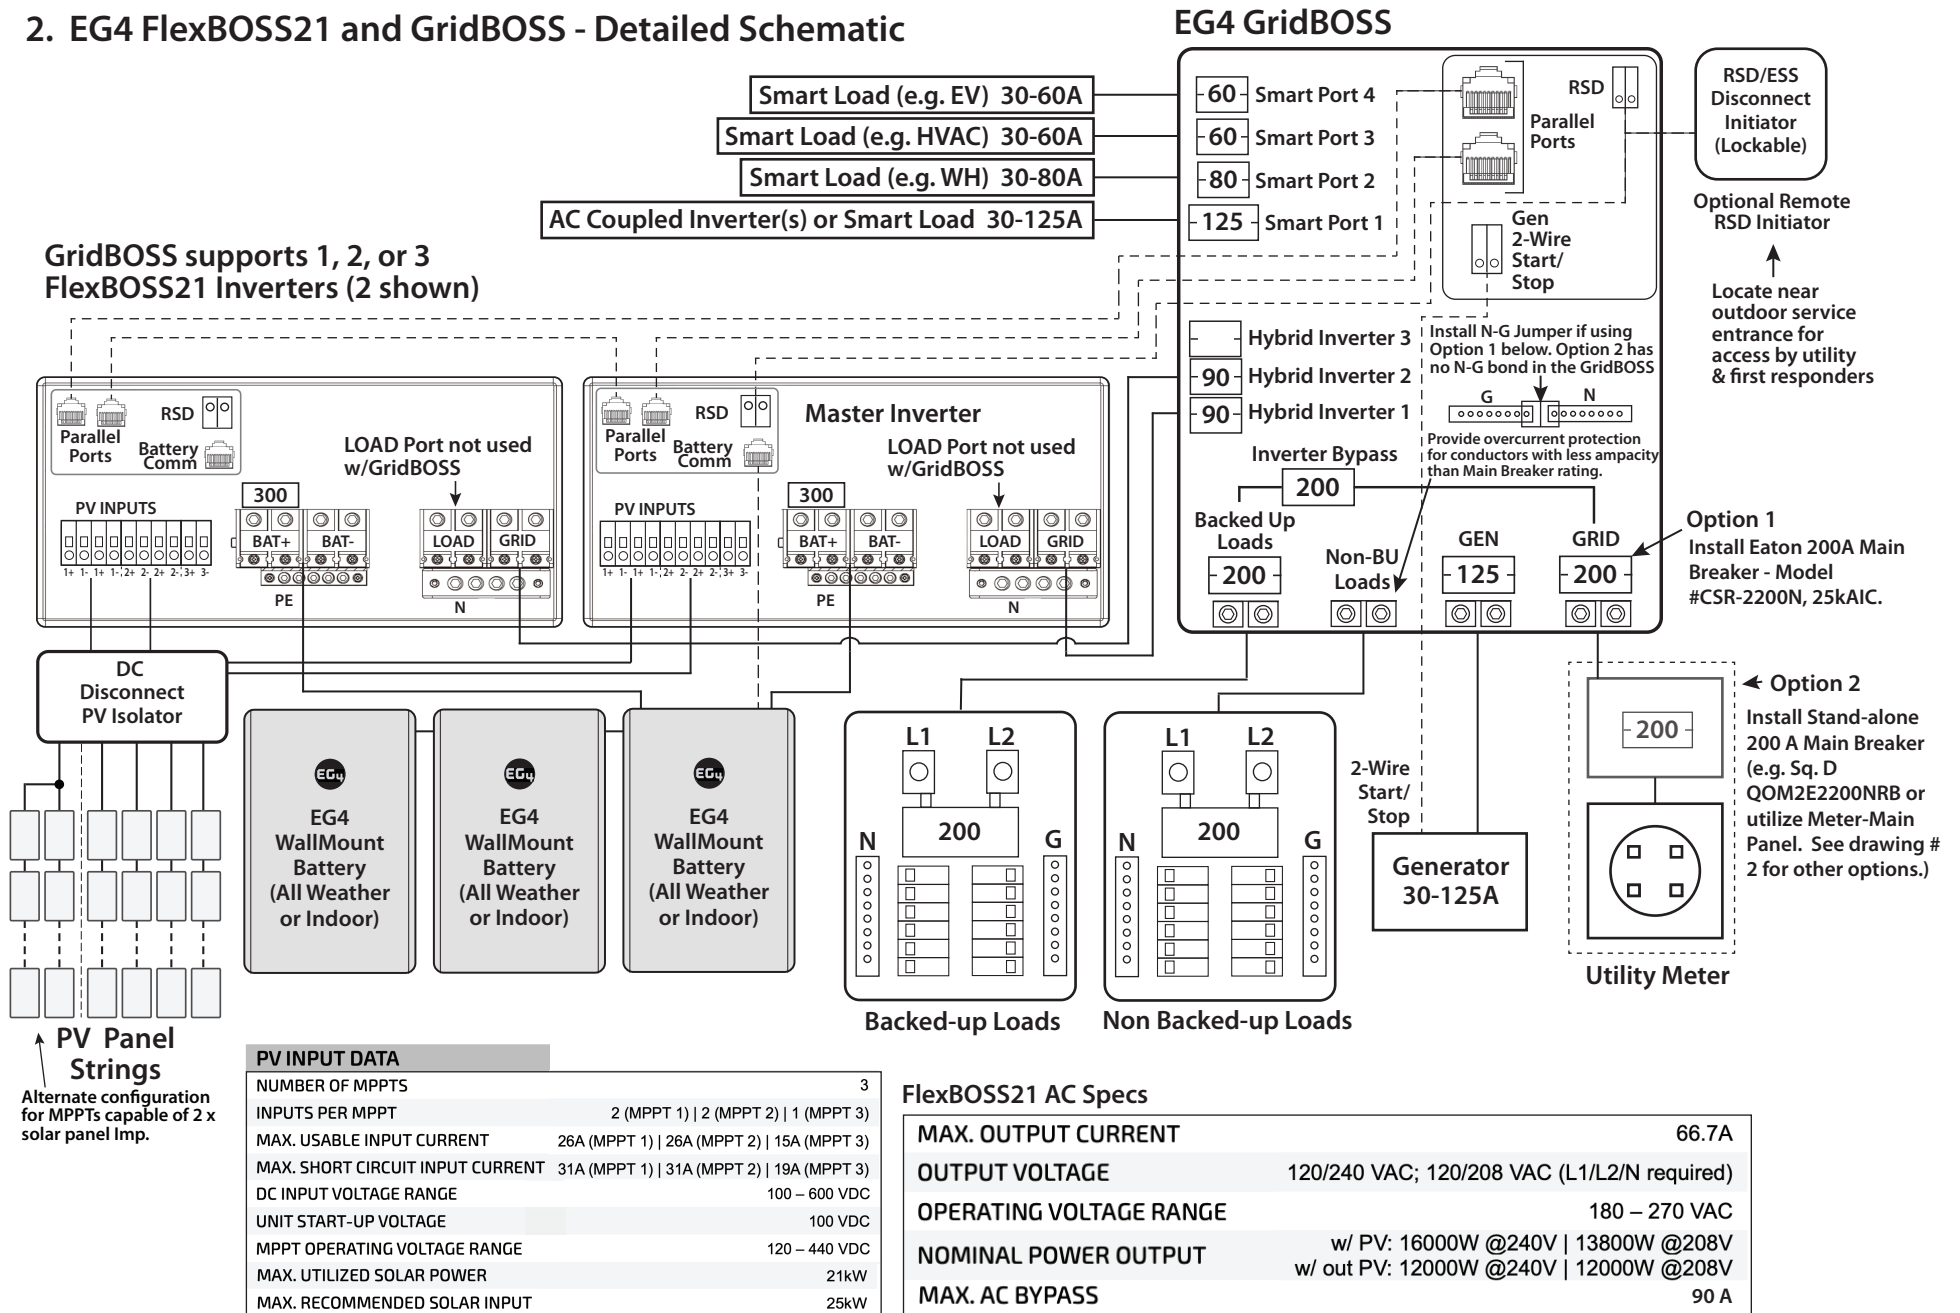 2. EG4 FlexBOSS21 and GridBOSS - Detailed Schematic
EG4 GridBOSS
Smart Load (e.g. EV) 30-60A
Smart Load (e.g. HVAC) 30-60A
Smart Load (e.g. WH) 30-80A
AC Coupled Inverter(s) or Smart Load 30-125A
60
Smart Port 4
60
Smart Port 3
80
Smart Port 2
125
Smart Port 1
Parallel
Ports
RSD
Gen
2-Wire
Start/
Stop
RSD/ESS
Disconnect
Initiator
(Lockable)
Optional Remote
RSD Initiator
Locate near
outdoor service
entrance for
access by utility
& first responders
GridBOSS supports 1, 2, or 3
FlexBOSS21 Inverters (2 shown)
Hybrid Inverter 3
90
Hybrid Inverter 2
90
Hybrid Inverter 1
Install N-G Jumper if using
Option 1 below. Option 2 has
no N-G bond in the GridBOSS
G
N
Provide overcurrent protection
for conductors with less ampacity
than Main Breaker rating.
Inverter Bypass
200
Backed Up
Loads
200
Non-BU
Loads
GEN
125
GRID
200
Option 1
Install Eaton 200A Main
Breaker - Model
#CSR-2200N, 25kAIC.
Parallel
Ports
RSD
Battery
Comm
LOAD Port not used
w/GridBOSS
PV INPUTS
1+ 1- 1+ 1- 2+ 2- 2+ 2- 3+ 3-
300
BAT+
BAT-
PE
LOAD
GRID
N
Parallel
Ports
RSD
Battery
Comm
Master Inverter
LOAD Port not used
w/GridBOSS
PV INPUTS
1+ 1- 1+ 1- 2+ 2- 2+ 2- 3+ 3-
300
BAT+
BAT-
PE
LOAD
GRID
N
DC
Disconnect
PV Isolator
EG4
EG4
WallMount
Battery
(All Weather
or Indoor)
EG4
EG4
WallMount
Battery
(All Weather
or Indoor)
EG4
EG4
WallMount
Battery
(All Weather
or Indoor)
L1
L2
200
N
G
Backed-up Loads
L1
L2
200
N
G
Non Backed-up Loads
2-Wire
Start/
Stop
Generator
30-125A
200
Utility Meter
Option 2
Install Stand-alone
200 A Main Breaker
(e.g. Sq. D
QOM2E2200NRB or
utilize Meter-Main
Panel. See drawing #
2 for other options.)
PV Panel
Strings
Alternate configuration
for MPPTs capable of 2 x
solar panel Imp.
PV INPUT DATA
NUMBER OF MPPTS 3
INPUTS PER MPPT 2 (MPPT 1) | 2 (MPPT 2) | 1 (MPPT 3)
MAX. USABLE INPUT CURRENT 26A (MPPT 1) | 26A (MPPT 2) | 15A (MPPT 3)
MAX. SHORT CIRCUIT INPUT CURRENT 31A (MPPT 1) | 31A (MPPT 2) | 19A (MPPT 3)
DC INPUT VOLTAGE RANGE 100 – 600 VDC
UNIT START-UP VOLTAGE 100 VDC
MPPT OPERATING VOLTAGE RANGE 120 – 440 VDC
MAX. UTILIZED SOLAR POWER 21kW
MAX. RECOMMENDED SOLAR INPUT 25kW
FlexBOSS21 AC Specs
MAX. OUTPUT CURRENT 66.7A
OUTPUT VOLTAGE 120/240 VAC; 120/208 VAC (L1/L2/N required)
OPERATING VOLTAGE RANGE 180 – 270 VAC
NOMINAL POWER OUTPUT w/ PV: 16000W @240V | 13800W @208V
w/ out PV: 12000W @240V | 12000W @208V
MAX. AC BYPASS 90 A